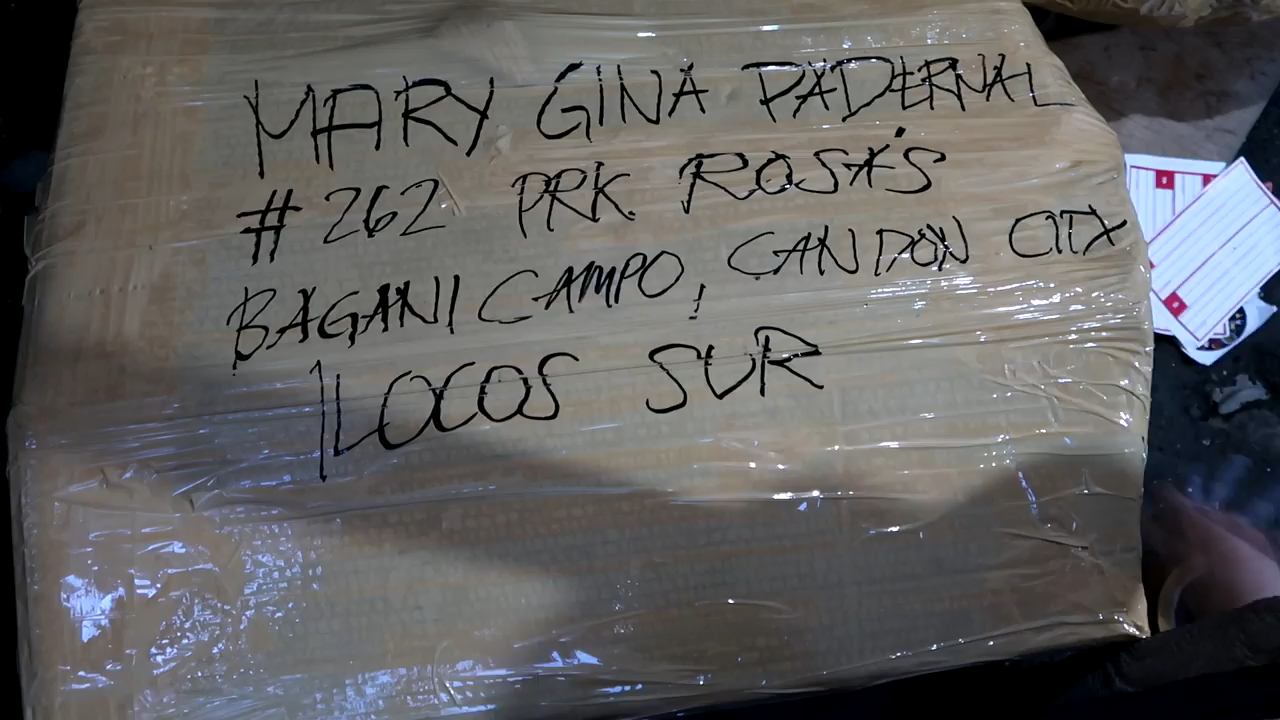 MARY GINA PADERNAL
# 262 PRK ROSAS
BAGANI CAMPO, CANDON CITY
ILOCOS SUR